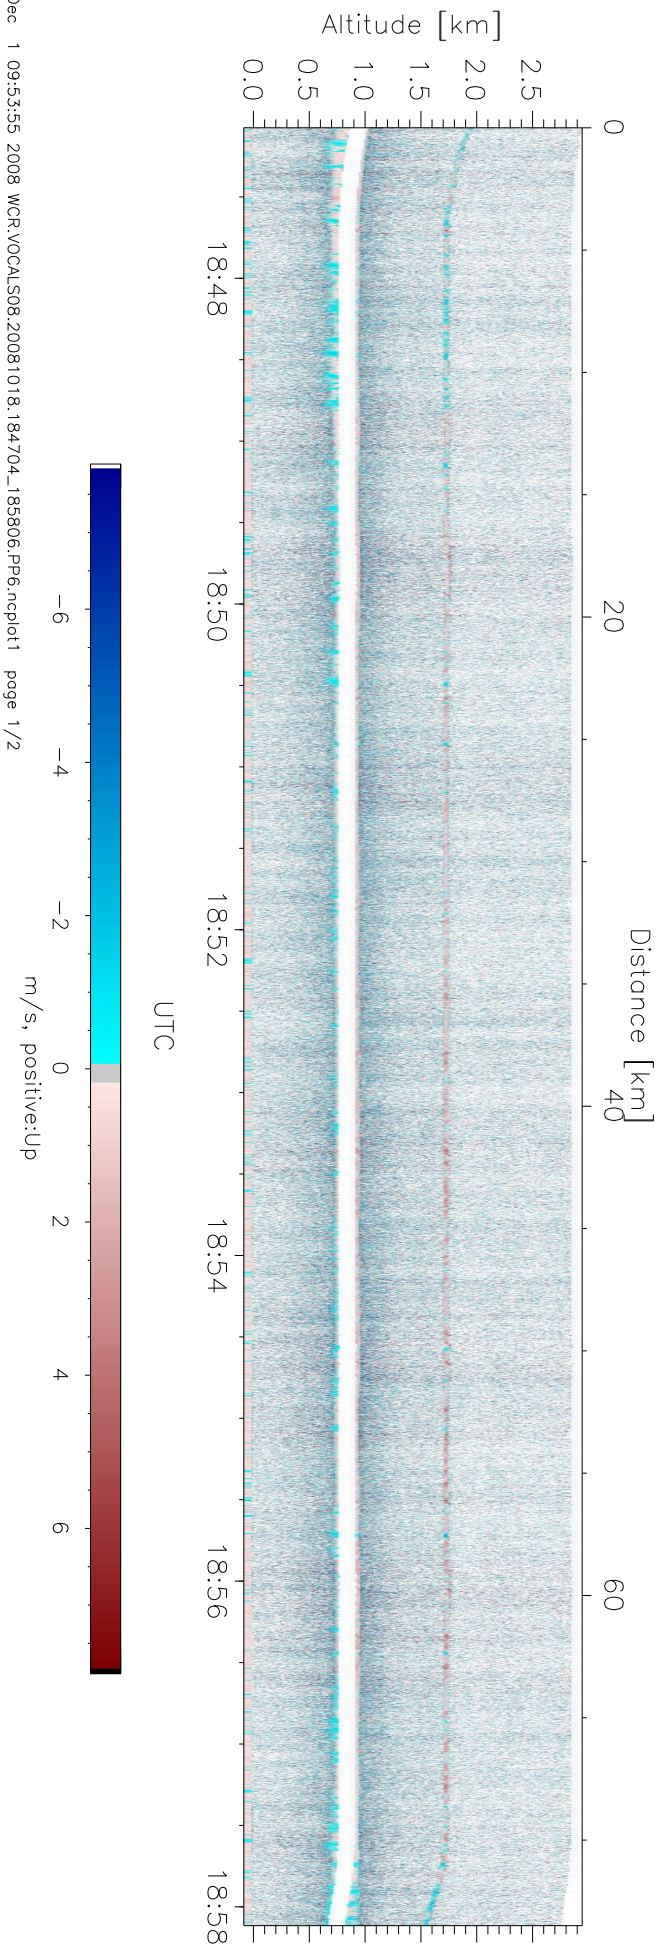 Distance [km]
0 20 40 60
Altitude [km]
0.0 0.5 1.0 1.5 2.0 2.5
18:48 18:50 18:52 18:54 18:56 18:58
UTC
-6 -4 -2 0 2 4 6
m/s, positive:Up
Dec 1 09:53:55 2008 WCR.VOCALS08.20081018.184704_185806.PP6.ncplot1 page 1/2